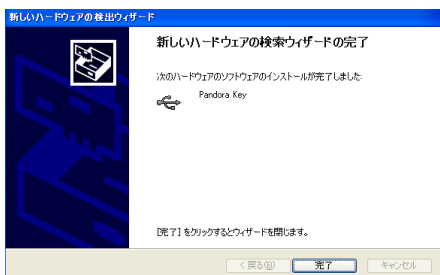 新しいハードウェアの検出ウィザード
新しいハードウェアの検索ウィザードの完了
次のハードウェアのソフトウェアのインストールが完了しました:
Pandora Key
[完了] をクリックするとウィザードを閉じます。
< 戻る(B)
完了
キャンセル